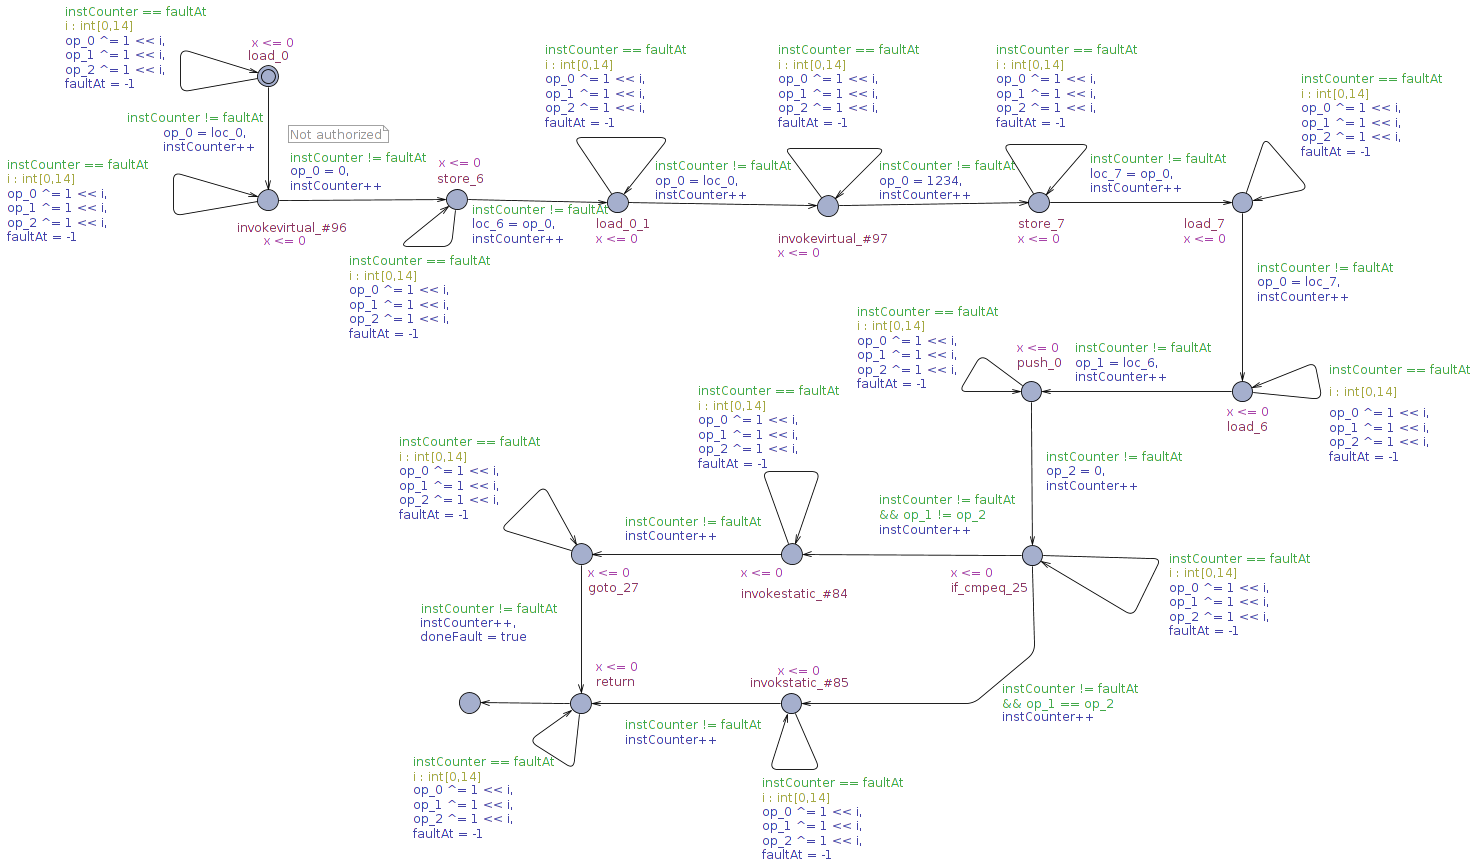 instCounter == faultAt
i : int[0,14]
op_0 ^= 1 << i,
op_1 ^= 1 << i,
op_2 ^= 1 << i,
faultAt = -1
x <= 0
load_0
instCounter != faultAt
op_0 = loc_0,
instCounter++
Not authorized
instCounter == faultAt
i : int[0,14]
op_0 ^= 1 << i,
op_1 ^= 1 << i,
op_2 ^= 1 << i,
faultAt = -1
invokevirtual_#96
x <= 0
instCounter != faultAt
op_0 = 0,
instCounter++
x <= 0
store_6
instCounter == faultAt
i : int[0,14]
op_0 ^= 1 << i,
op_1 ^= 1 << i,
op_2 ^= 1 << i,
faultAt = -1
instCounter != faultAt
loc_6 = op_0,
instCounter++
instCounter == faultAt
i : int[0,14]
op_0 ^= 1 << i,
op_1 ^= 1 << i,
op_2 ^= 1 << i,
faultAt = -1
load_0_1
x <= 0
instCounter != faultAt
op_0 = loc_0,
instCounter++
instCounter == faultAt
i : int[0,14]
op_0 ^= 1 << i,
op_1 ^= 1 << i,
op_2 ^= 1 << i,
faultAt = -1
invokevirtual_#97
x <= 0
instCounter != faultAt
op_0 = 1234,
instCounter++
instCounter == faultAt
i : int[0,14]
op_0 ^= 1 << i,
op_1 ^= 1 << i,
op_2 ^= 1 << i,
faultAt = -1
store_7
x <= 0
instCounter != faultAt
loc_7 = op_0,
instCounter++
instCounter == faultAt
i : int[0,14]
op_0 ^= 1 << i,
op_1 ^= 1 << i,
op_2 ^= 1 << i,
faultAt = -1
load_7
x <= 0
instCounter != faultAt
op_0 = loc_7,
instCounter++
instCounter == faultAt
i : int[0,14]
op_0 ^= 1 << i,
op_1 ^= 1 << i,
op_2 ^= 1 << i,
faultAt = -1
x <= 0
load_6
instCounter != faultAt
op_1 = loc_6,
instCounter++
x <= 0
push_0
instCounter == faultAt
i : int[0,14]
op_0 ^= 1 << i,
op_1 ^= 1 << i,
op_2 ^= 1 << i,
faultAt = -1
instCounter != faultAt
op_2 = 0,
instCounter++
x <= 0
if_cmpeq_25
instCounter == faultAt
i : int[0,14]
op_0 ^= 1 << i,
op_1 ^= 1 << i,
op_2 ^= 1 << i,
faultAt = -1
instCounter != faultAt
&& op_1 != op_2
instCounter++
instCounter == faultAt
i : int[0,14]
op_0 ^= 1 << i,
op_1 ^= 1 << i,
op_2 ^= 1 << i,
faultAt = -1
x <= 0
invokestatic_#84
instCounter != faultAt
instCounter++
instCounter == faultAt
i : int[0,14]
op_0 ^= 1 << i,
op_1 ^= 1 << i,
op_2 ^= 1 << i,
faultAt = -1
x <= 0
goto_27
instCounter != faultAt
instCounter++,
doneFault = true
x <= 0
return
instCounter == faultAt
i : int[0,14]
op_0 ^= 1 << i,
op_1 ^= 1 << i,
op_2 ^= 1 << i,
faultAt = -1
instCounter != faultAt
instCounter++
x <= 0
invokstatic_#85
instCounter == faultAt
i : int[0,14]
op_0 ^= 1 << i,
op_1 ^= 1 << i,
op_2 ^= 1 << i,
faultAt = -1
instCounter != faultAt
&& op_1 == op_2
instCounter++